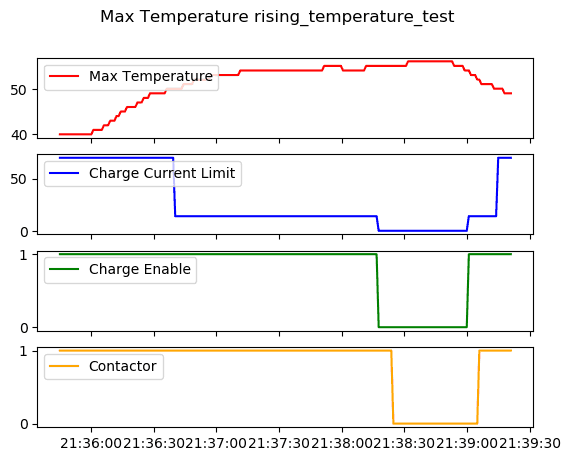 Max Temperature rising_temperature_test
Max Temperature
50
40
Charge Current Limit
50
0
Charge Enable
1
0
Contactor
1
0
21:36:00 21:36:30 21:37:00 21:37:30 21:38:00 21:38:30 21:39:00 21:39:30